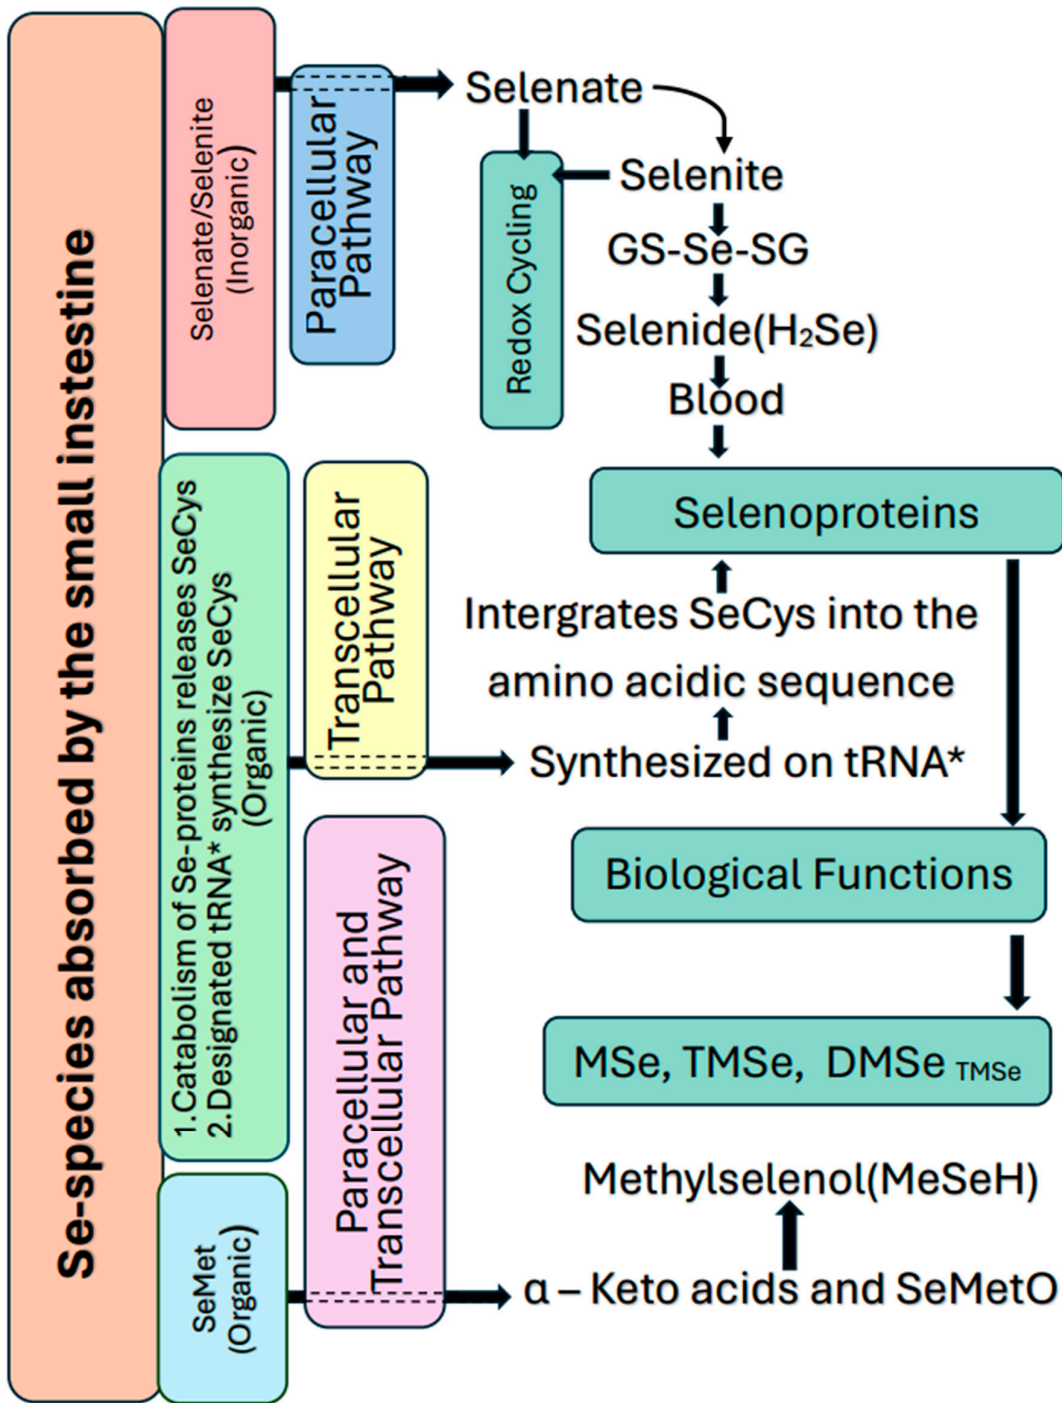 Se-species absorbed by the small instestine
Selenate/Selenite
(Inorganic)
Paracellular
Pathway
Selenate
Selenite
Redox Cycling
GS-Se-SG
Selenide(H₂Se)
Blood
Selenoproteins
1.Catabolism of Se-proteins releases SeCys
2.Designated tRNA* synthesize SeCys
(Organic)
Transcellular
Pathway
Intergrates SeCys into the
amino acidic sequence
Synthesized on tRNA*
Biological Functions
MSe, TMSe, DMSe TMSe
Paracellular and
Transcellular Pathway
Methylselenol(MeSeH)
SeMet
(Organic)
α – Keto acids and SeMetO